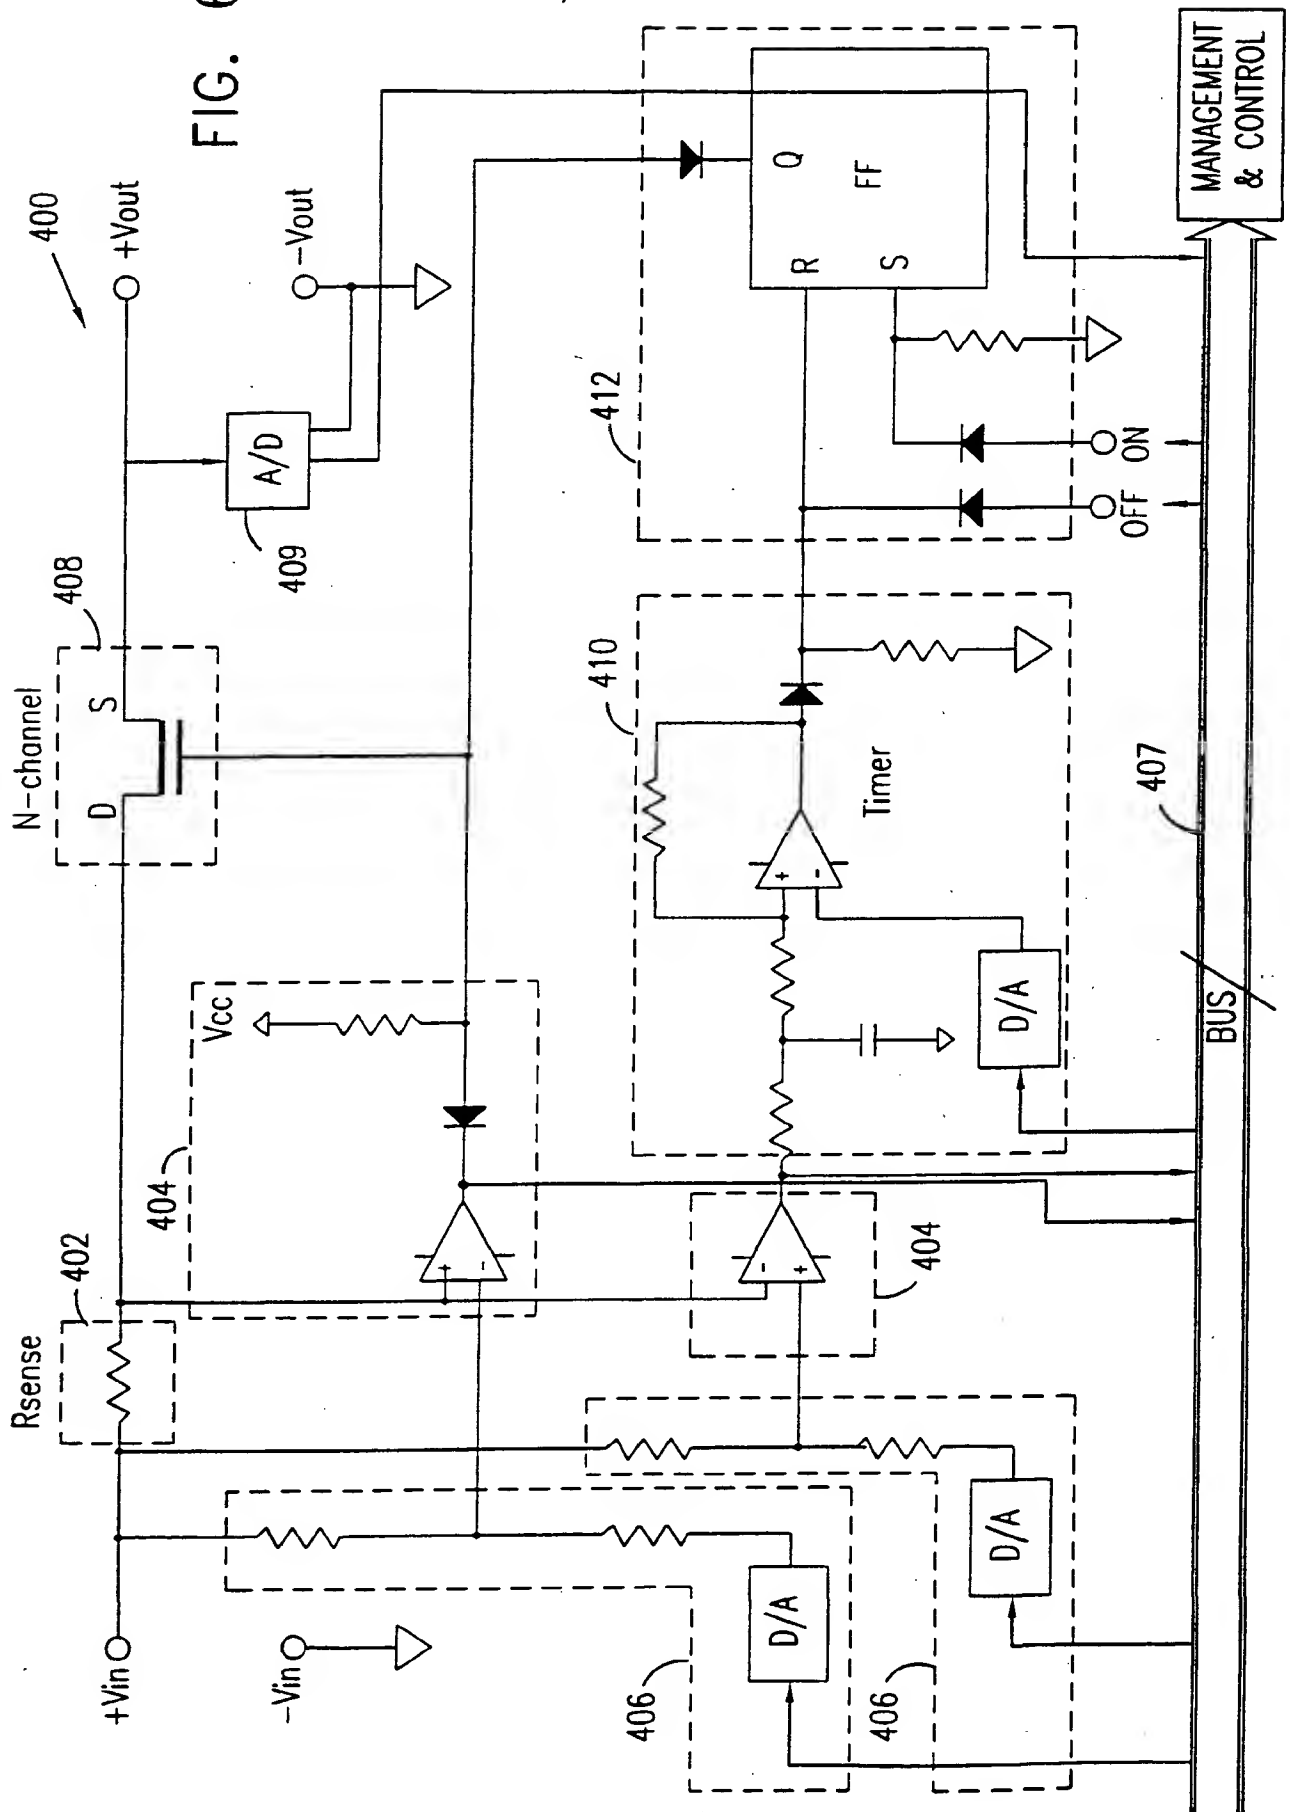 FIG. 6
400
+Vout
-Vout
A/D
409
408
N-channel
D
S
Rsense
402
+Vin
-Vin
404
Vcc
+
-
412
Q
FF
R
S
ON
OFF
410
+
-
Timer
D/A
404
-
+
406
D/A
406
D/A
407
BUS
MANAGEMENT
& CONTROL